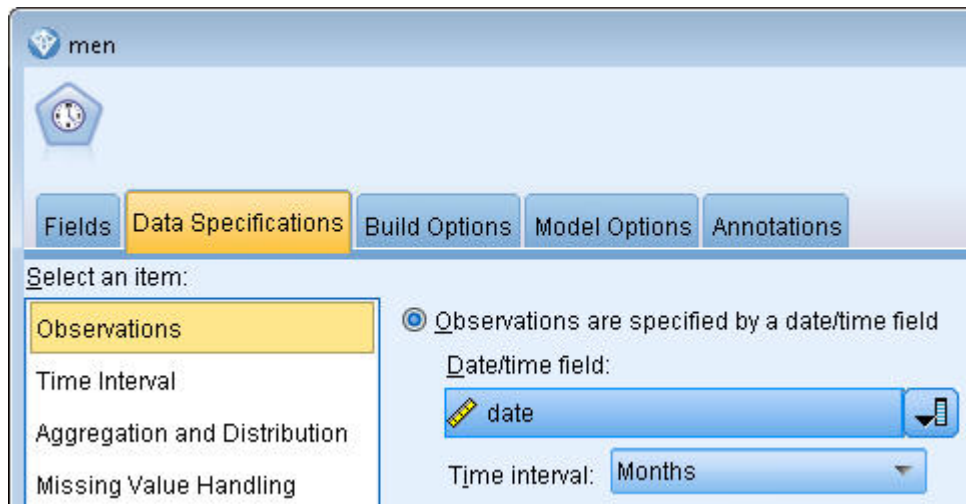 men
Fields Data Specifications Build Options Model Options Annotations
Select an item:
Observations
Time Interval
Aggregation and Distribution
Missing Value Handling
Observations are specified by a date/time field
Date/time field:
date
Time interval: Months